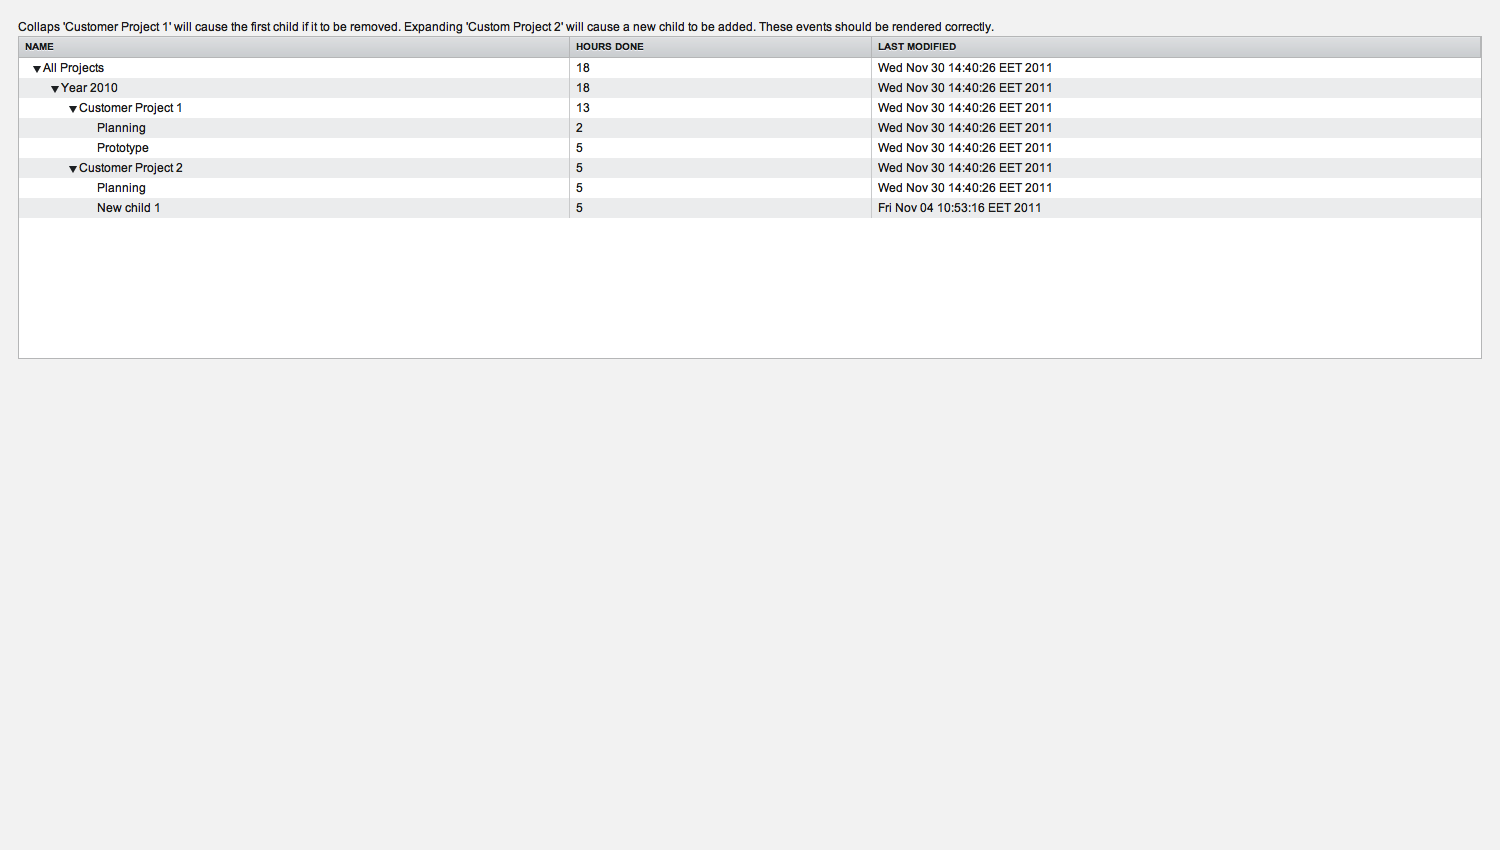 Collaps 'Customer Project 1' will cause the first child if it to be removed. Expanding 'Custom Project 2' will cause a new child to be added. These events should be rendered correctly.
NAME HOURS DONE LAST MODIFIED
All Projects 18 Wed Nov 30 14:40:26 EET 2011
Year 2010 18 Wed Nov 30 14:40:26 EET 2011
Customer Project 1 13 Wed Nov 30 14:40:26 EET 2011
Planning 2 Wed Nov 30 14:40:26 EET 2011
Prototype 5 Wed Nov 30 14:40:26 EET 2011
Customer Project 2 5 Wed Nov 30 14:40:26 EET 2011
Planning 5 Wed Nov 30 14:40:26 EET 2011
New child 1 5 Fri Nov 04 10:53:16 EET 2011